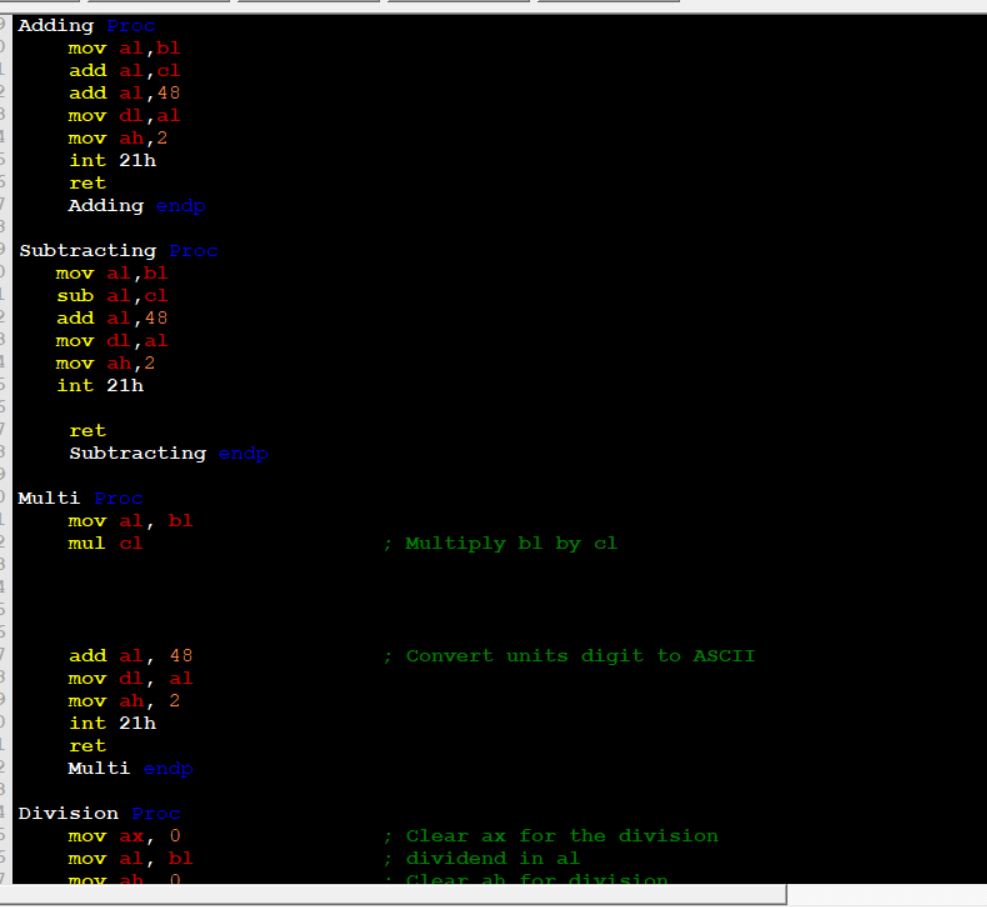 Adding Proc
mov al,bl
add al,cl
add al,48
mov dl,al
mov ah,2
int 21h
ret
Adding endp
Subtracting Proc
mov al,bl
sub al,cl
add al,48
mov dl,al
mov ah,2
int 21h
ret
Subtracting endp
Multi Proc
mov al, bl
mul cl ; Multiply bl by cl
add al, 48 ; Convert units digit to ASCII
mov dl, al
mov ah, 2
int 21h
ret
Multi endp
Division Proc
mov ax, 0 ; Clear ax for the division
mov al, bl ; dividend in al
mov ah, 0 ; Clear ah for division